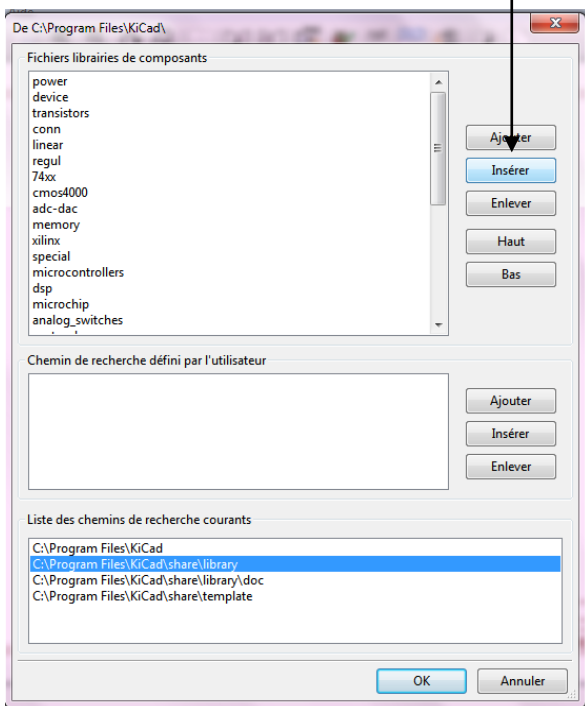 De C:\Program Files\KiCad\
Fichiers librairies de composants
power
device
transistors
conn
linear
regul
74xx
cmos4000
adc-dac
memory
xilinx
special
microcontrollers
dsp
microchip
analog_switches
Ajouter
Insérer
Enlever
Haut
Bas
Chemin de recherche défini par l'utilisateur
Ajouter
Insérer
Enlever
Liste des chemins de recherche courants
C:\Program Files\KiCad
C:\Program Files\KiCad\share\library
C:\Program Files\KiCad\share\library\doc
C:\Program Files\KiCad\share\template
OK
Annuler